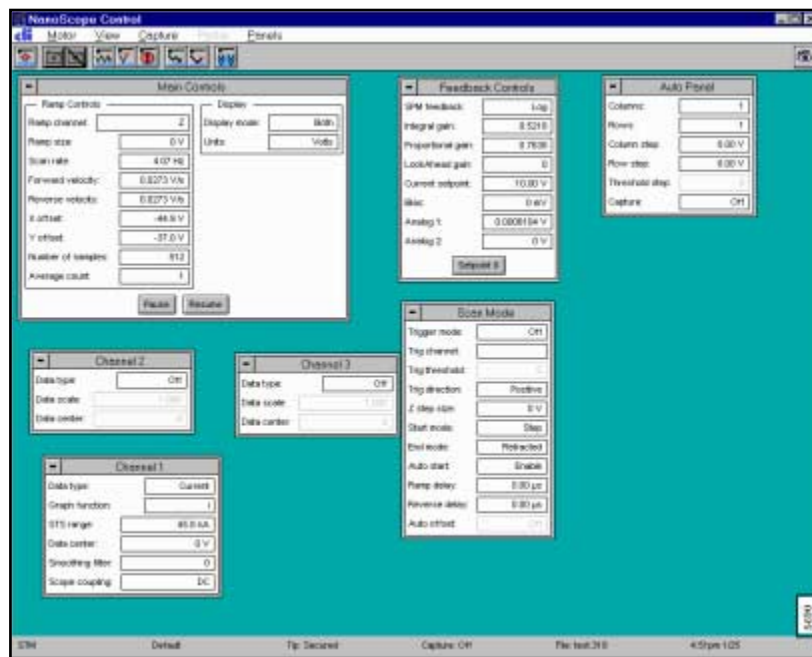 NanoScope Control
Motor View Capture Panels
Main Controls
Ramp Controls
Ramp channel: Z
Ramp size: 0 V
Scan rate: 4.07 Hz
Forward velocity: 0.0273 V/s
Reverse velocity: 0.0273 V/s
X offset: -44.8 V
Y offset: -37.0 V
Number of samples: 512
Average count: 1
Display
Display mode: Both
Units: Volts
Pause Resume
Feedback Controls
SPM feedback: Log
Integral gain: 0.5210
Proportional gain:
LookAhead gain: 0
Current setpoint: 10.00 V
Bias: 0 mV
Analog 1:
Analog 2: 0 V
Setpoint 0
Auto Panel
Columns: 1
Rows: 1
Column step: 0.00 V
Row step: 0.00 V
Threshold step:
Capture: Off
Scan Mode
Trigger mode: Off
Trig channel:
Trig threshold:
Trig direction: Positive
Z step size: 0 V
Start mode: Step
End mode: Retracted
Auto start: Enable
Ramp delay: 0.00 µs
Reverse delay: 0.00 µs
Auto offset: Off
Channel 2
Data type: Off
Data scale:
Data center:
Channel 3
Data type: Off
Data scale:
Data center:
Channel 1
Data type: Current
Graph function:
STS range:
Data center: 0 V
Smoothing filter: 0
Scope coupling: DC
STM Default Tip: Secured Capture: Off File: test.310 4:51pm 1/25